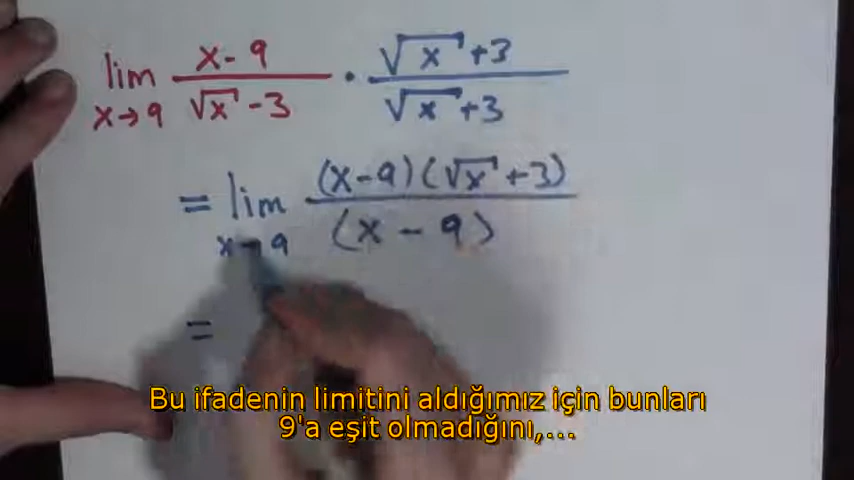 lim x→9 x-9 / √x -3 · √x +3 / √x +3
= lim x→9 (x-9)(√x +3) / (x - 9)
=
Bu ifadenin limitini aldığımız için bunları
9'a eşit olmadığını,...